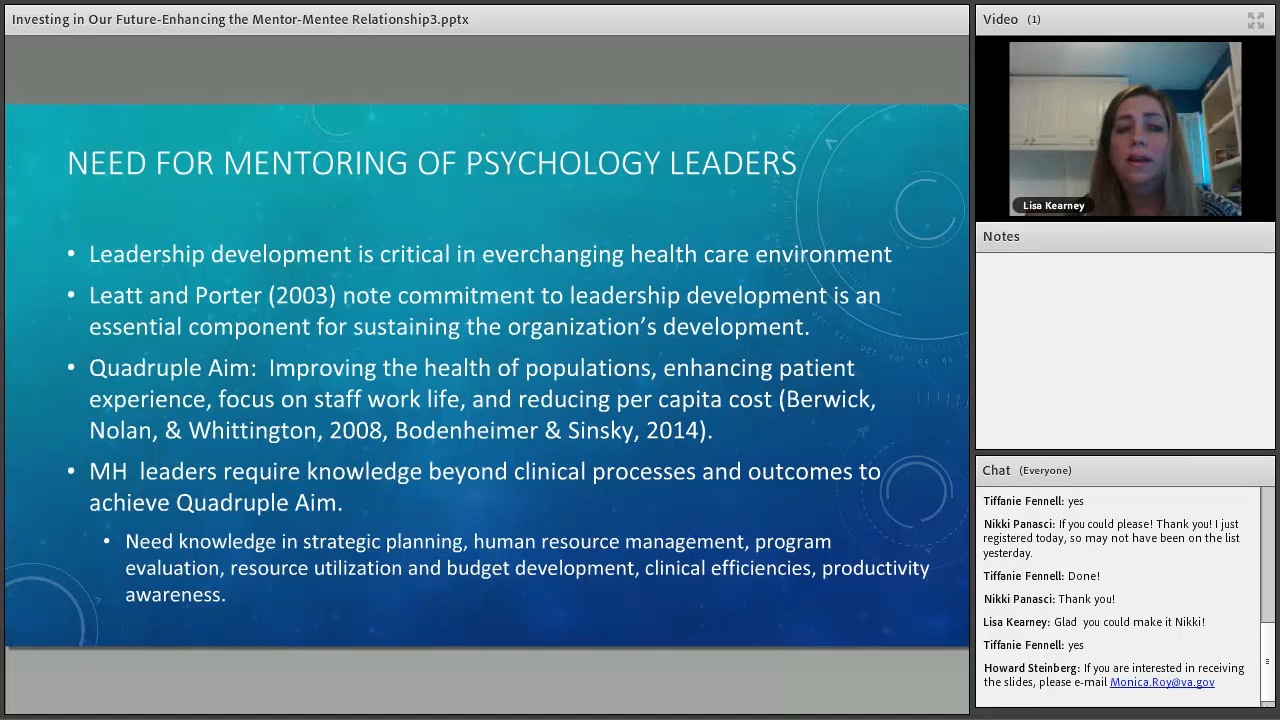 Investing in Our Future-Enhancing the Mentor-Mentee Relationship3.pptx
NEED FOR MENTORING OF PSYCHOLOGY LEADERS
• Leadership development is critical in everchanging health care environment
• Leatt and Porter (2003) note commitment to leadership development is an
essential component for sustaining the organization’s development.
• Quadruple Aim:  Improving the health of populations, enhancing patient
experience, focus on staff work life, and reducing per capita cost (Berwick,
Nolan, & Whittington, 2008, Bodenheimer & Sinsky, 2014).
• MH  leaders require knowledge beyond clinical processes and outcomes to
achieve Quadruple Aim.
• Need knowledge in strategic planning, human resource management, program
evaluation, resource utilization and budget development, clinical efficiencies, productivity
awareness.
Video (1)
Lisa Kearney
Notes
Chat (Everyone)
Tiffanie Fennell: yes
Nikki Panasci: If you could please! Thank you! I just
registered today, so may not have been on the list
yesterday.
Tiffanie Fennell: Done!
Nikki Panasci: Thank you!
Lisa Kearney: Glad  you could make it Nikki!
Tiffanie Fennell: yes
Howard Steinberg: If you are interested in receiving
the slides, please e-mail Monica.Roy@va.gov